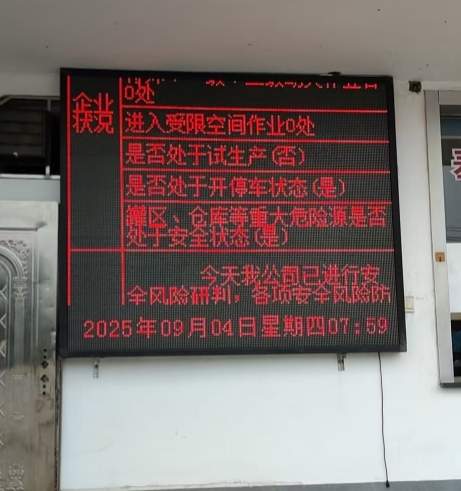 0处
企业
状况
进入受限空间作业0处
是否处于试生产(否)
是否处于开停车状态(是)
罐区、仓库等重大危险源是否
处于安全状态(是)
今天我公司已进行安
全风险研判，各项安全风险防
2025年09月04日星期四07:59